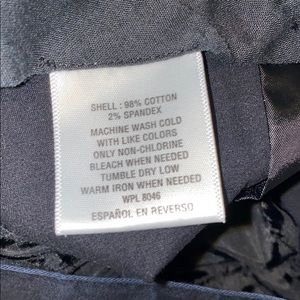 SHELL : 98% COTTON
2% SPANDEX
MACHINE WASH COLD
WITH LIKE COLORS
ONLY NON-CHLORINE
BLEACH WHEN NEEDED
TUMBLE DRY LOW
WARM IRON WHEN NEEDED
WPL 8046
ESPAÑOL EN REVERSO